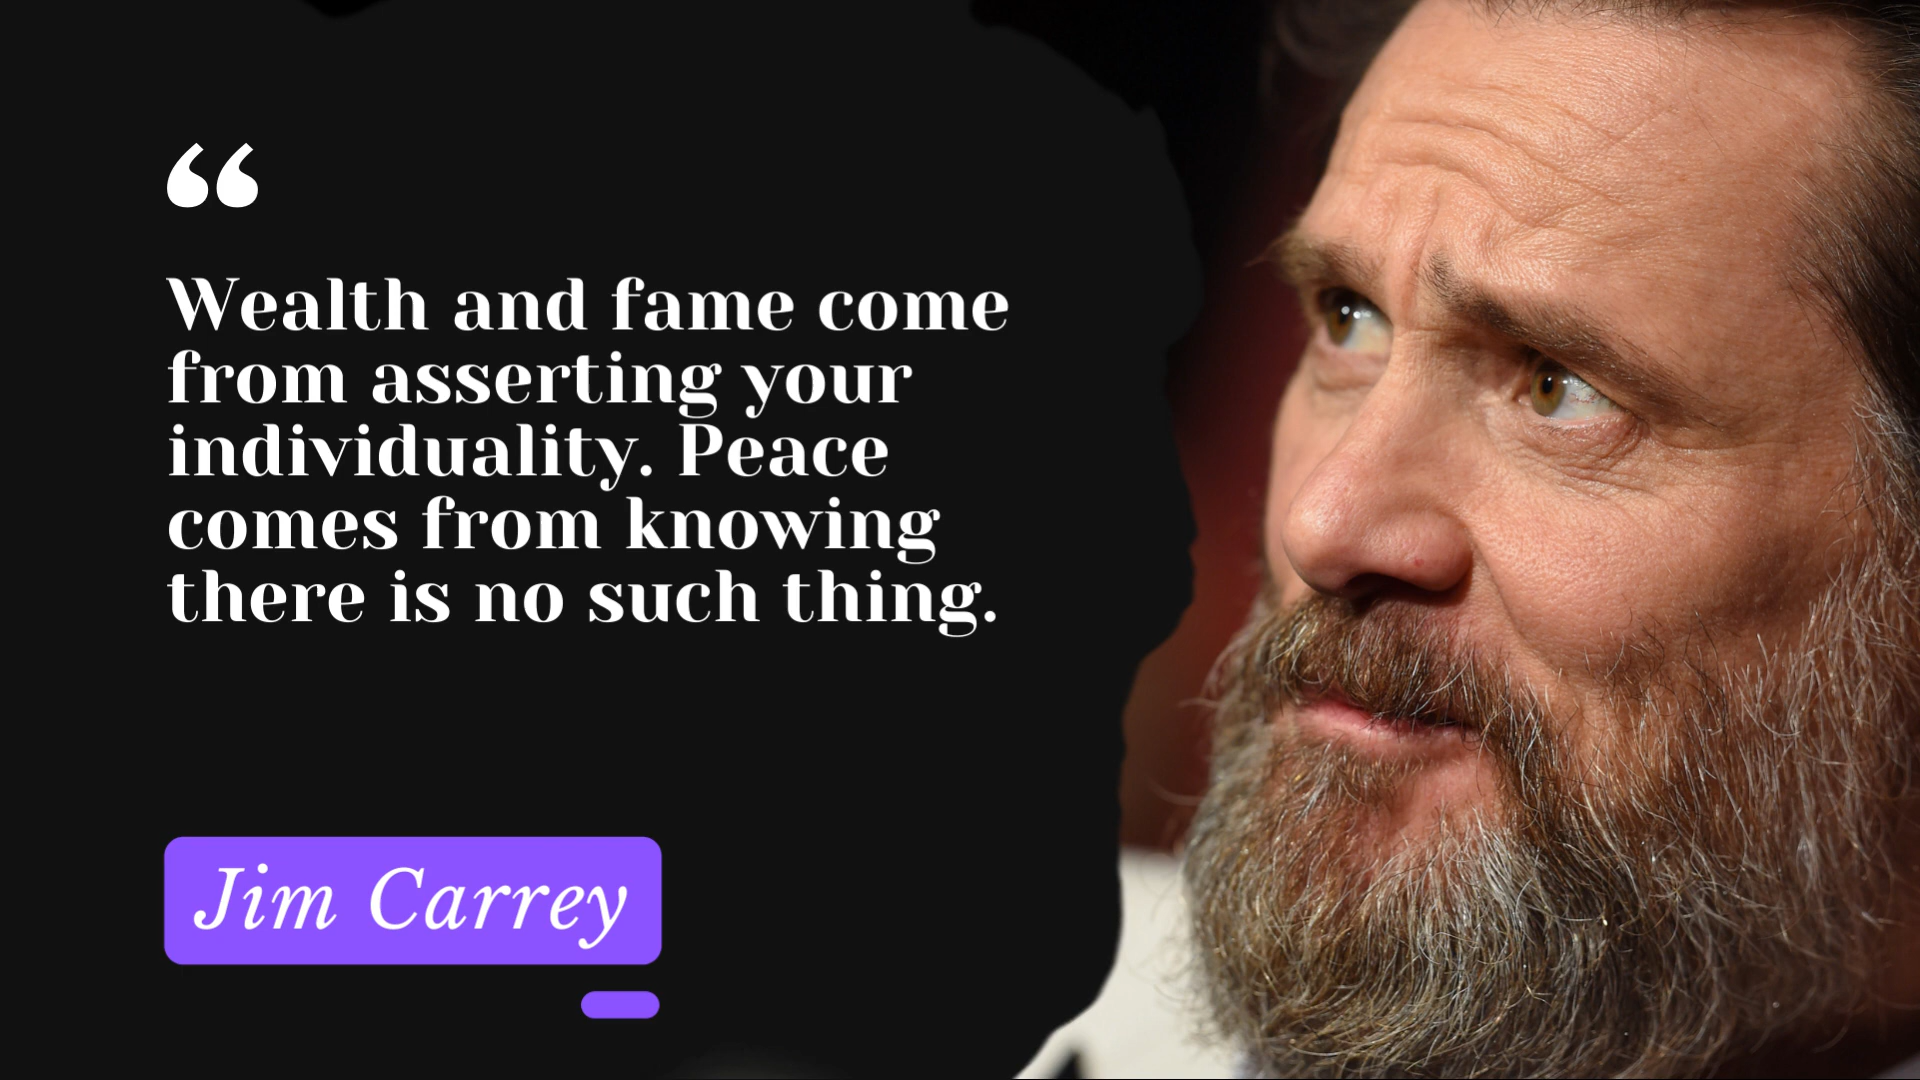 “
Wealth and fame come
from asserting your
individuality. Peace
comes from knowing
there is no such thing.
Jim Carrey